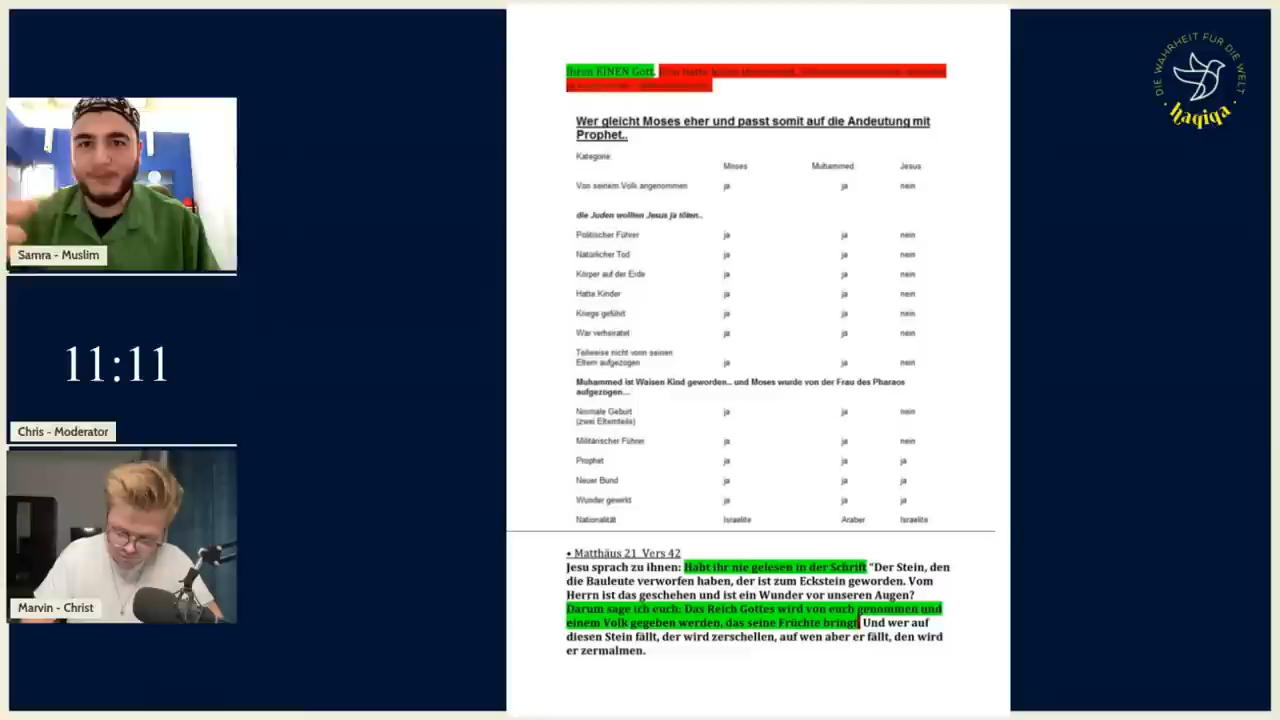 Ihren EINEN Gott.
Wer gleicht Moses eher und passt somit auf die Andeutung mit
Prophet..
Kategorie:
Moses Muhammed Jesus
Von seinem Volk angenommen ja ja nein
die Juden wollten Jesus ja töten..
Politischer Führer ja ja nein
Natürlicher Tod ja ja nein
Körper auf der Erde ja ja nein
Hatte Kinder ja ja nein
Kriege geführt ja ja nein
War verheiratet ja ja nein
Teilweise nicht vonn seinen
Eltern aufgezogen ja ja nein
Muhammed ist Waisen Kind geworden... und Moses wurde von der Frau des Pharaos
aufgezogen...
Normale Geburt
(zwei Elternteile) ja ja nein
Militärischer Führer ja ja nein
Prophet ja ja ja
Neuer Bund ja ja ja
Wunder gewirkt ja ja ja
Nationalität Israelite Araber Israelite
• Matthäus 21 Vers 42
Jesu sprach zu ihnen: Habt ihr nie gelesen in der Schrift "Der Stein, den
die Bauleute verworfen haben, der ist zum Eckstein geworden. Vom
Herrn ist das geschehen und ist ein Wunder vor unseren Augen?
Darum sage ich euch: Das Reich Gottes wird von euch genommen und
einem Volk gegeben werden, das seine Früchte bringt. Und wer auf
diesen Stein fällt, der wird zerschellen, auf wen aber er fällt, den wird
er zermalmen.
Samra - Muslim
11:11
Chris - Moderator
Marvin - Christ
DIE WAHRHEIT FÜR DIE WELT
haqiqa